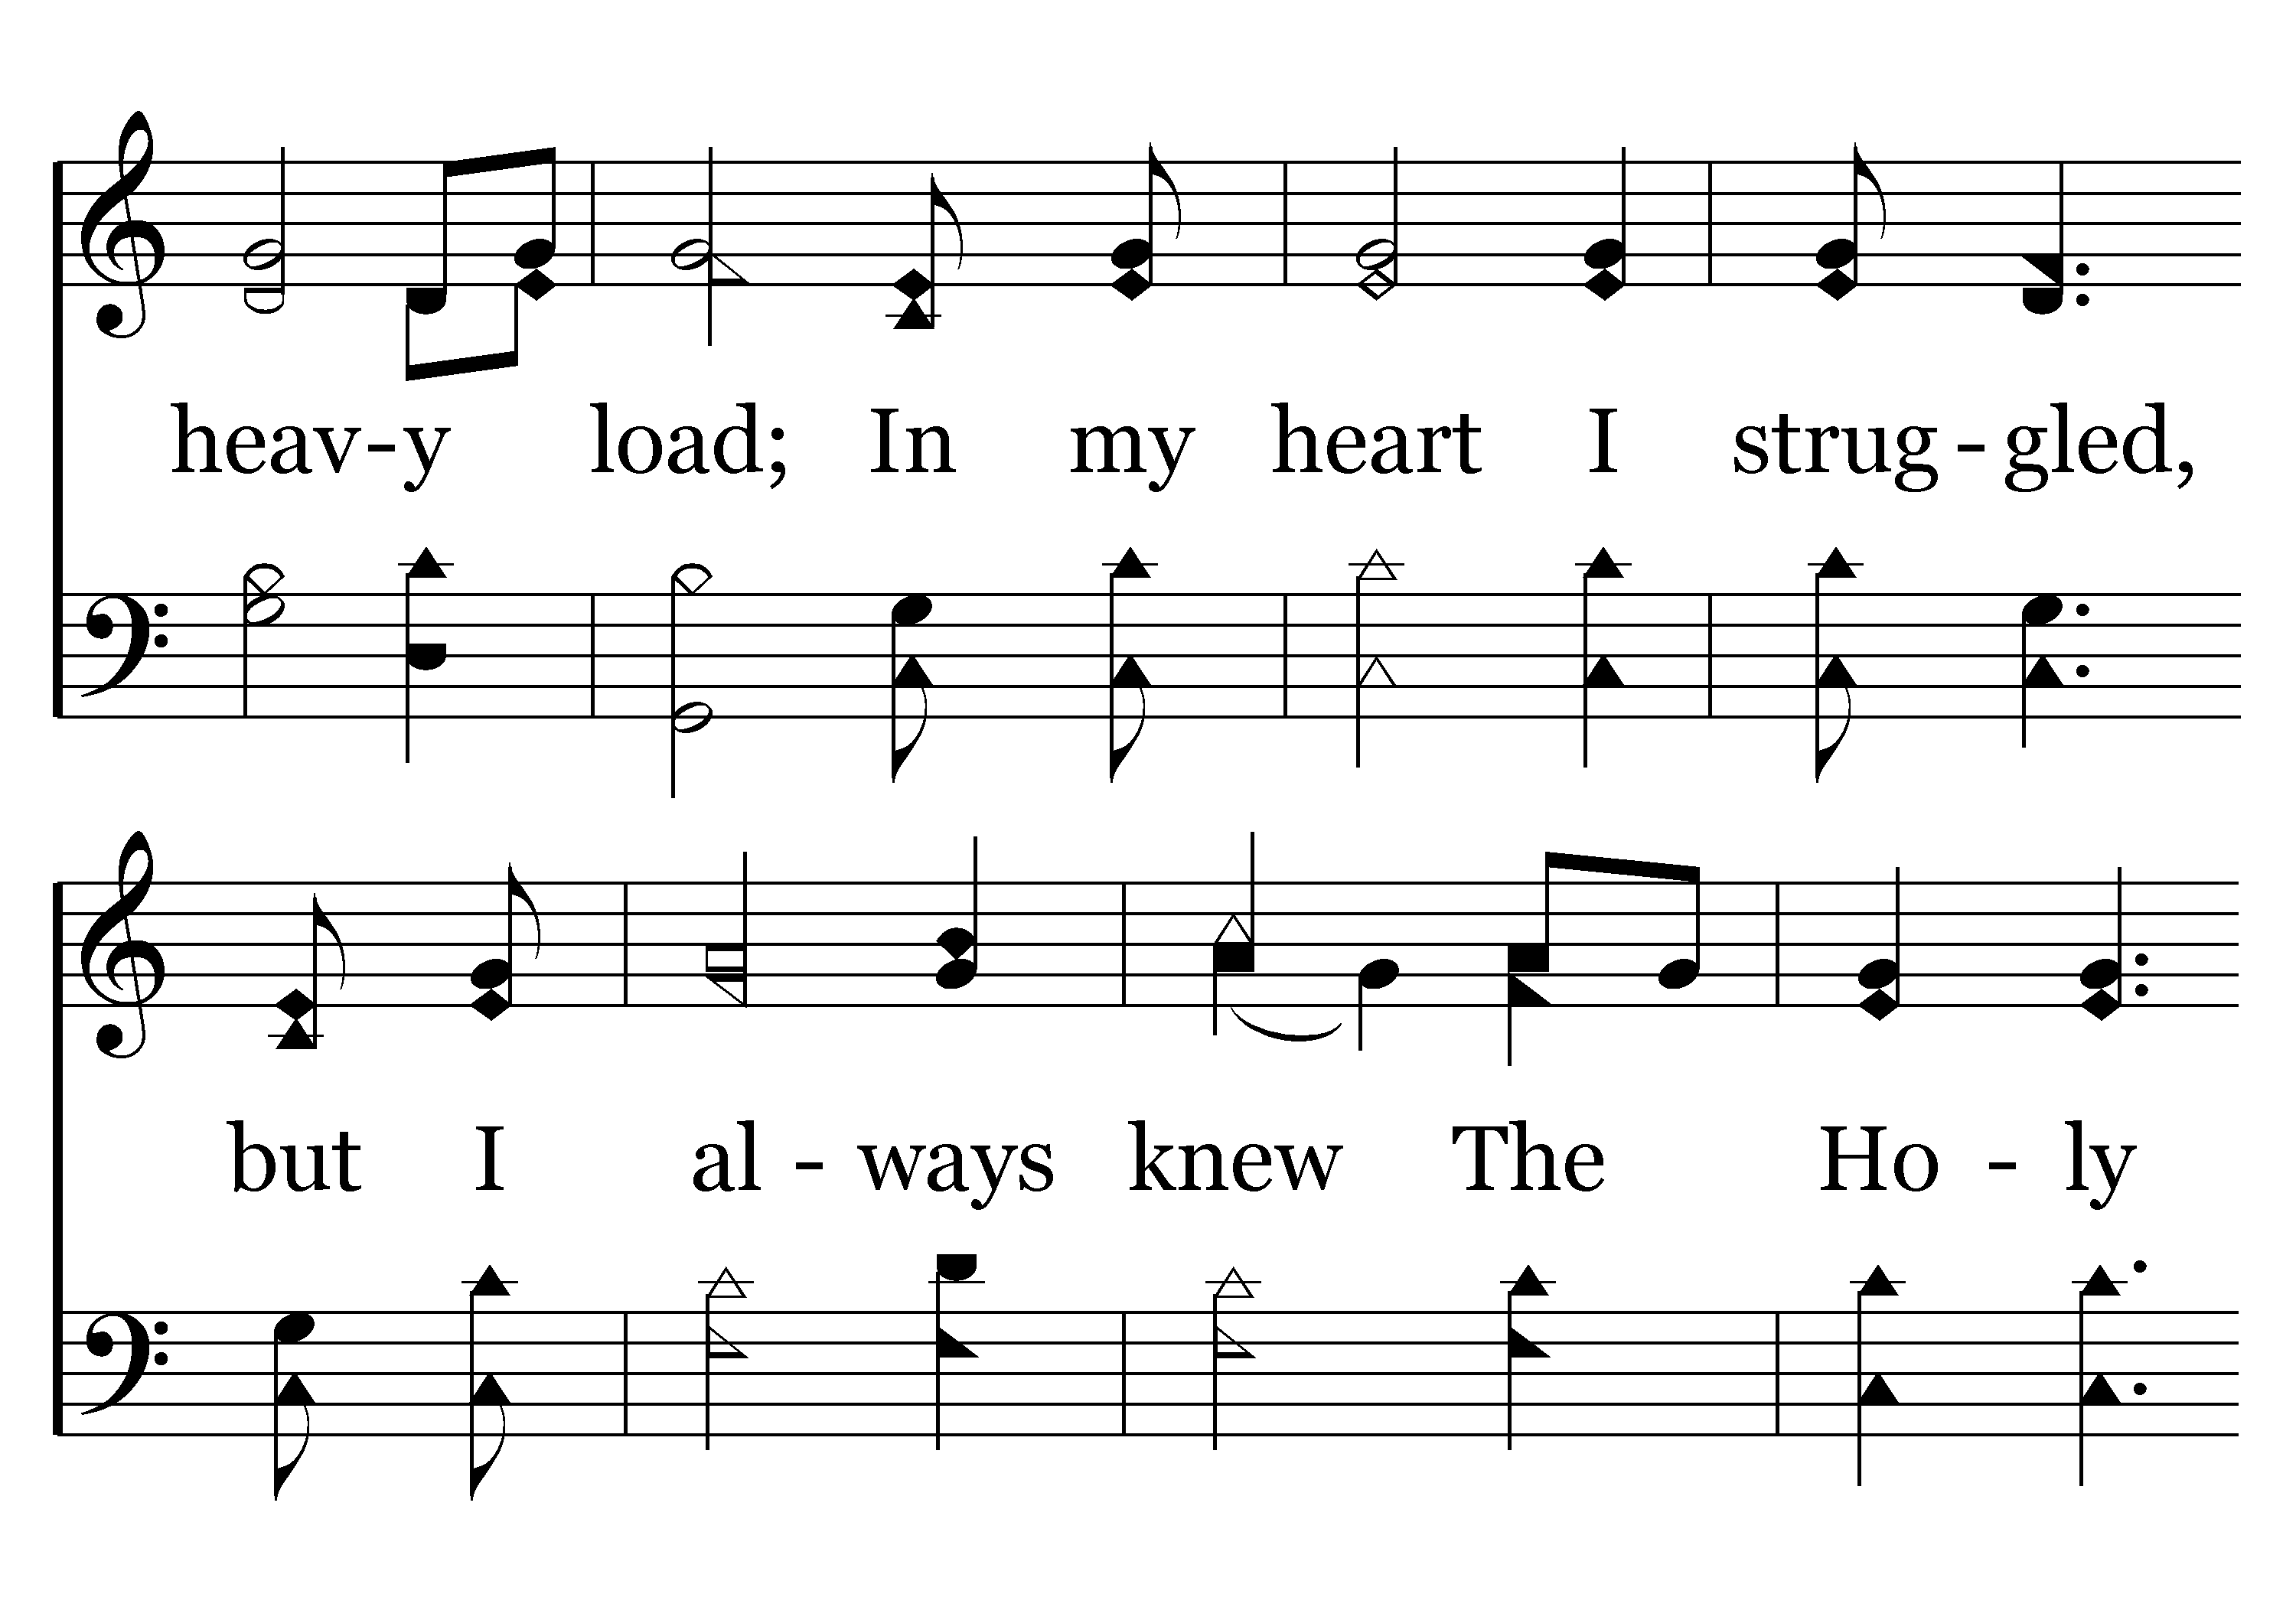 heav-y load; In my heart I strug-gled,
but I al-ways knew The Ho-ly